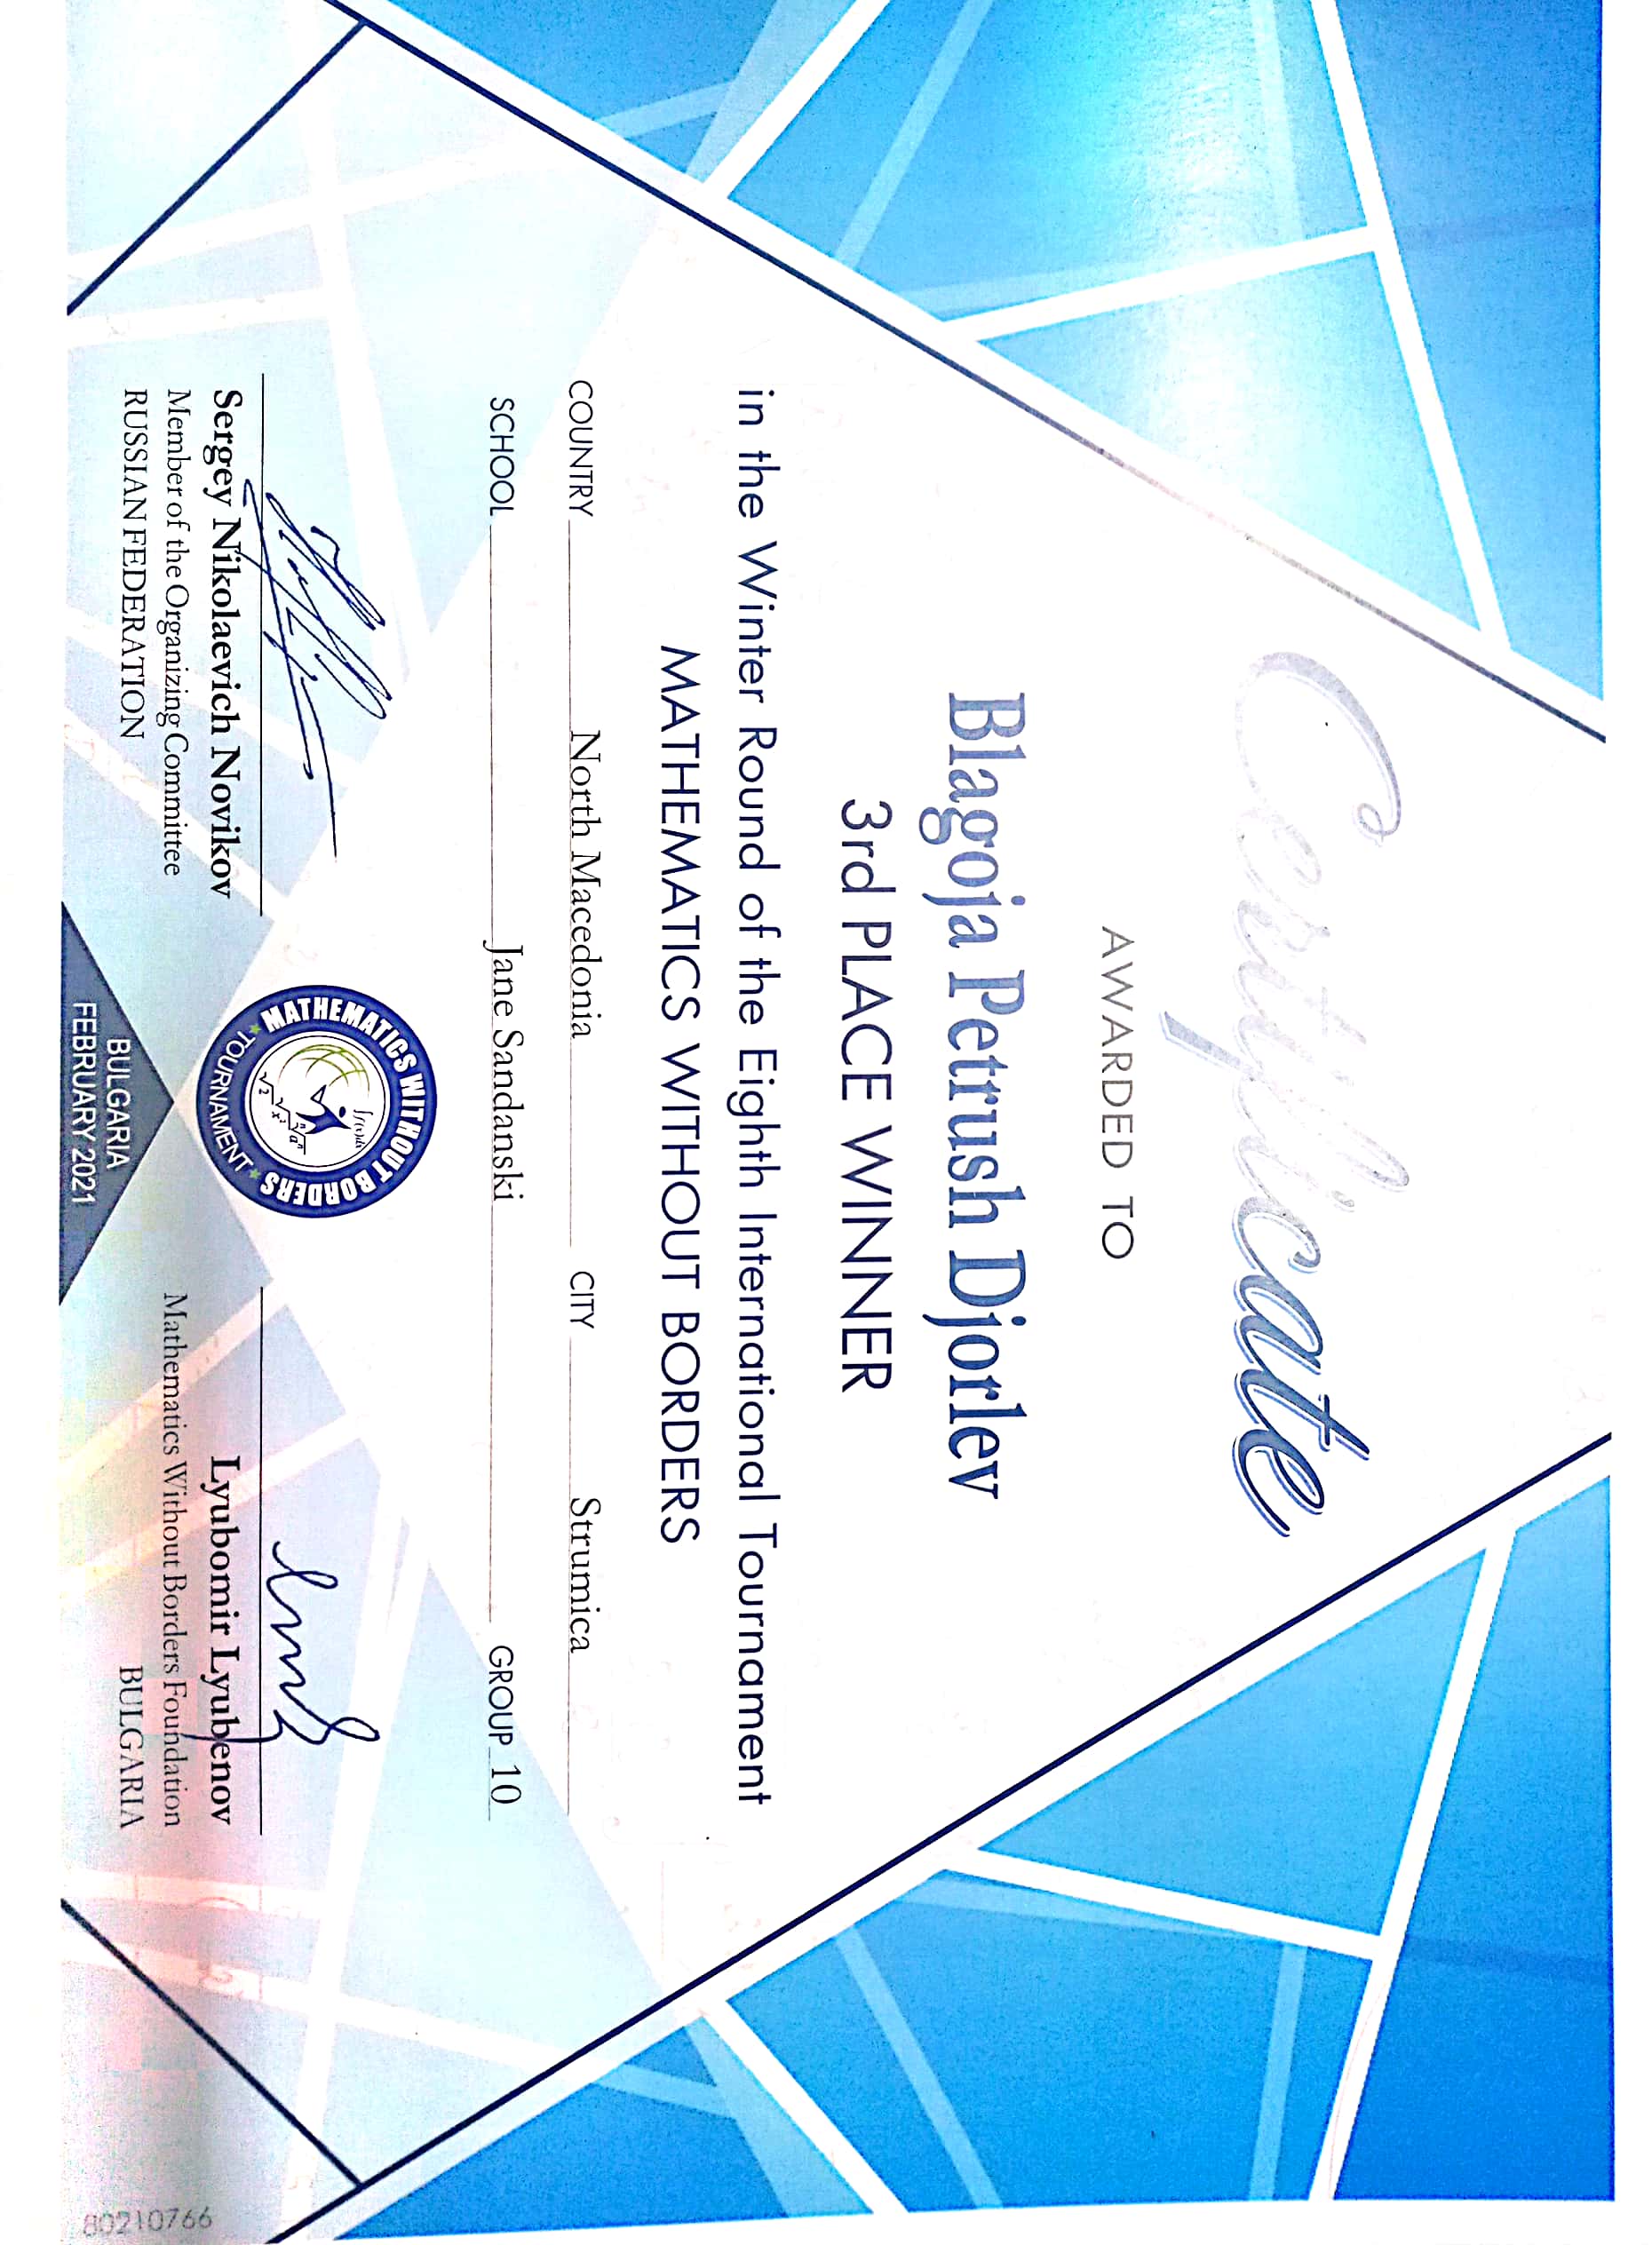 Certificate
AWARDED TO
Blagoja Petrush Djorlev
3rd PLACE WINNER
in the Winter Round of the Eighth International Tournament
MATHEMATICS WITHOUT BORDERS
COUNTRY North Macedonia CITY Strumica
SCHOOL Jane Sandanski GROUP 10
MATHEMATICS WITHOUT BORDERS
TOURNAMENT
Sergey Nikolaevich Novikov
Member of the Organizing Committee
RUSSIAN FEDERATION
Lyubomir Lyubenov
Mathematics Without Borders Foundation
BULGARIA
BULGARIA
FEBRUARY 2021
80210766